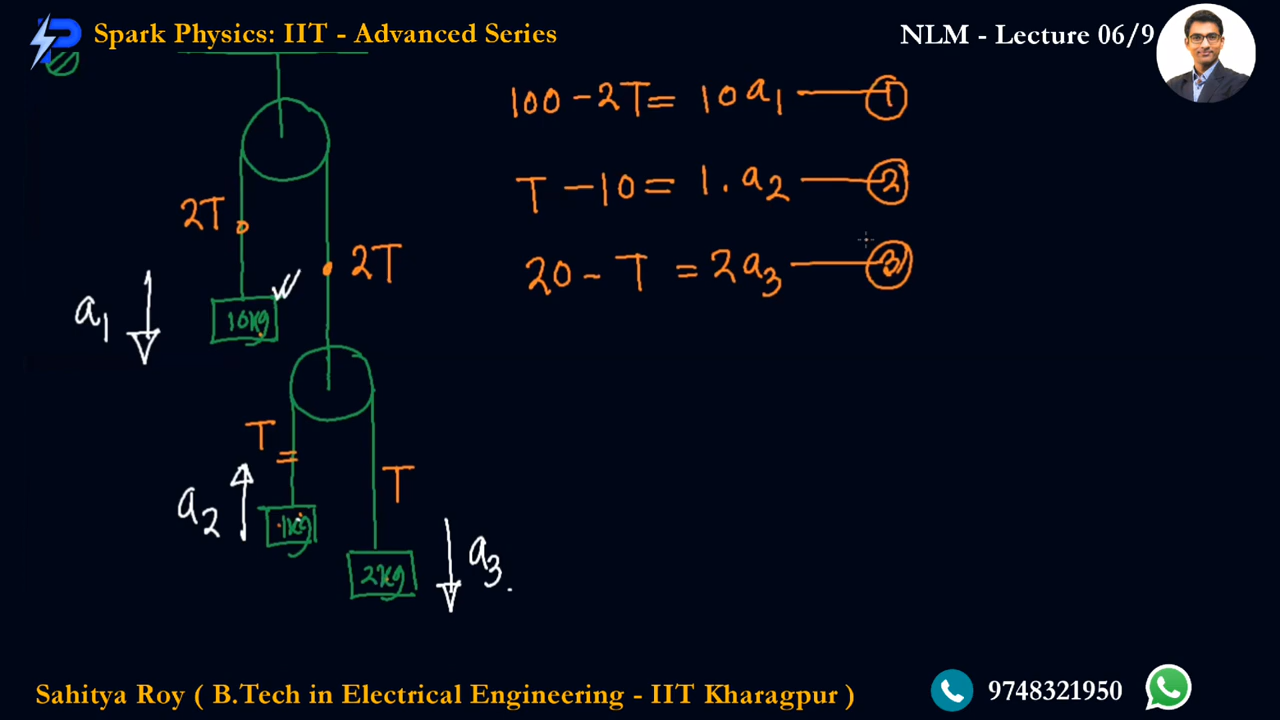 Spark Physics: IIT - Advanced Series
NLM - Lecture 06/9
100 - 2T = 10a₁ — ①
T - 10 = 1 . a₂ — ②
2T
2T
20 - T = 2a₃ — ③
a₁
10kg
T
T
a₂
1kg
2kg
a₃.
Sahitya Roy ( B.Tech in Electrical Engineering - IIT Kharagpur )
9748321950